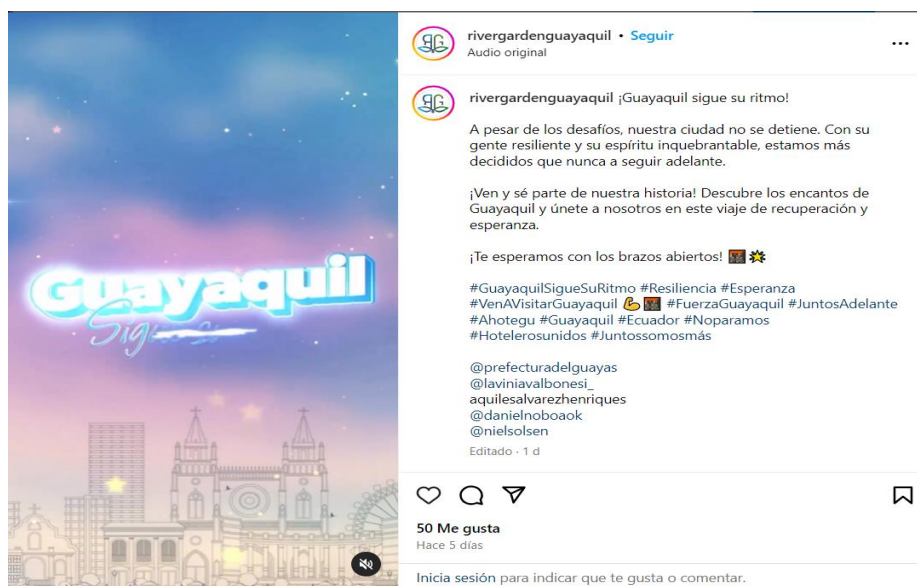 Guayaquil
Sigue Su
rivergardenguayaquil • Seguir
Audio original
rivergardenguayaquil ¡Guayaquil sigue su ritmo!
A pesar de los desafíos, nuestra ciudad no se detiene. Con su
gente resiliente y su espíritu inquebrantable, estamos más
decididos que nunca a seguir adelante.
¡Ven y sé parte de nuestra historia! Descubre los encantos de
Guayaquil y únete a nosotros en este viaje de recuperación y
esperanza.
¡Te esperamos con los brazos abiertos! 🌇🌟
#GuayaquilSigueSuRitmo #Resiliencia #Esperanza
#VenAVisitarGuayaquil 💪🌇 #FuerzaGuayaquil #JuntosAdelante
#Ahotegu #Guayaquil #Ecuador #Noparamos
#Hotelerosunidos #Juntossomosmás
@prefecturadelguayas
@laviniavalbonesi_
aquilesalvarezhenriques
@danielnoboaok
@nielsolsen
Editado · 1 d
50 Me gusta
Hace 5 días
Inicia sesión para indicar que te gusta o comentar.